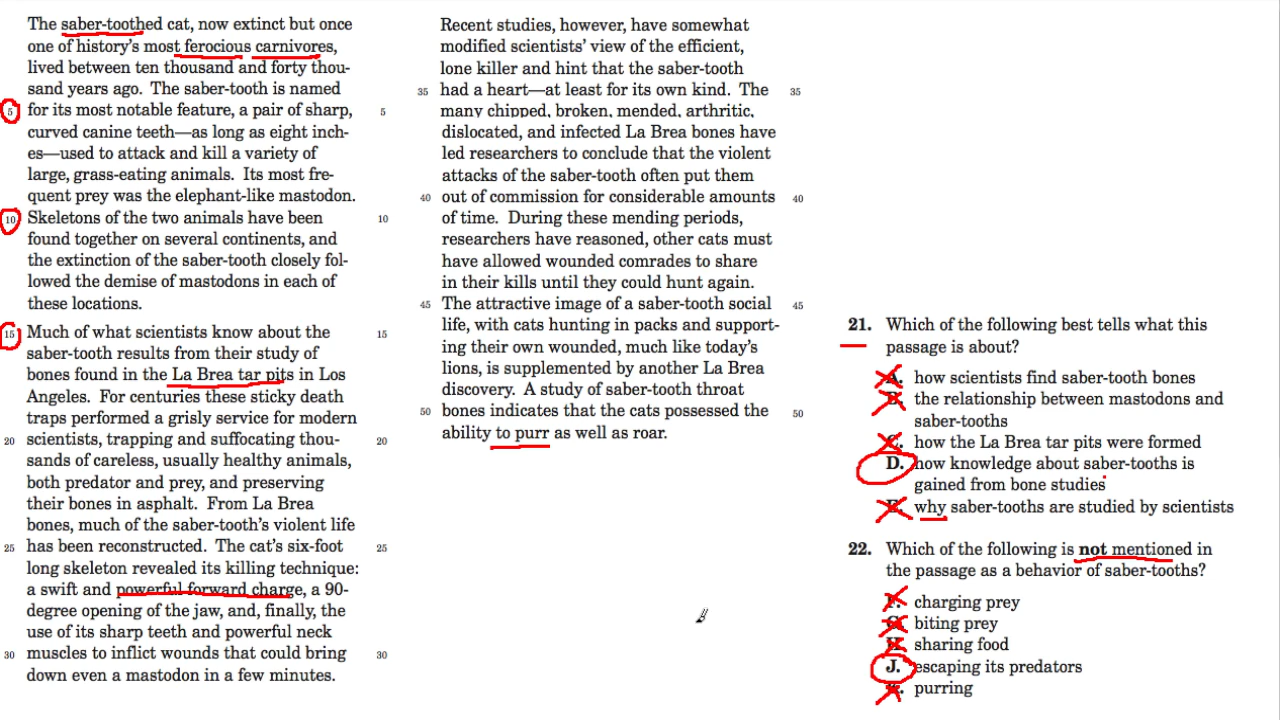 The saber-toothed cat, now extinct but once
one of history's most ferocious carnivores,
lived between ten thousand and forty thou-
sand years ago. The saber-tooth is named
5 for its most notable feature, a pair of sharp, 5
curved canine teeth—as long as eight inch-
es—used to attack and kill a variety of
large, grass-eating animals. Its most fre-
quent prey was the elephant-like mastodon.
10 Skeletons of the two animals have been 10
found together on several continents, and
the extinction of the saber-tooth closely fol-
lowed the demise of mastodons in each of
these locations.
15 Much of what scientists know about the 15
saber-tooth results from their study of
bones found in the La Brea tar pits in Los
Angeles. For centuries these sticky death
traps performed a grisly service for modern
20 scientists, trapping and suffocating thou- 20
sands of careless, usually healthy animals,
both predator and prey, and preserving
their bones in asphalt. From La Brea
bones, much of the saber-tooth's violent life
25 has been reconstructed. The cat's six-foot 25
long skeleton revealed its killing technique:
a swift and powerful forward charge, a 90-
degree opening of the jaw, and, finally, the
use of its sharp teeth and powerful neck
30 muscles to inflict wounds that could bring 30
down even a mastodon in a few minutes.
Recent studies, however, have somewhat
modified scientists' view of the efficient,
lone killer and hint that the saber-tooth
35 had a heart—at least for its own kind. The 35
many chipped, broken, mended, arthritic,
dislocated, and infected La Brea bones have
led researchers to conclude that the violent
attacks of the saber-tooth often put them
40 out of commission for considerable amounts 40
of time. During these mending periods,
researchers have reasoned, other cats must
have allowed wounded comrades to share
in their kills until they could hunt again.
45 The attractive image of a saber-tooth social 45
life, with cats hunting in packs and support-
ing their own wounded, much like today's
lions, is supplemented by another La Brea
discovery. A study of saber-tooth throat
50 bones indicates that the cats possessed the 50
ability to purr as well as roar.
21. Which of the following best tells what this
passage is about?
A. how scientists find saber-tooth bones
B. the relationship between mastodons and
saber-tooths
C. how the La Brea tar pits were formed
D. how knowledge about saber-tooths is
gained from bone studies
E. why saber-tooths are studied by scientists
22. Which of the following is not mentioned in
the passage as a behavior of saber-tooths?
F. charging prey
G. biting prey
H. sharing food
J. escaping its predators
K. purring